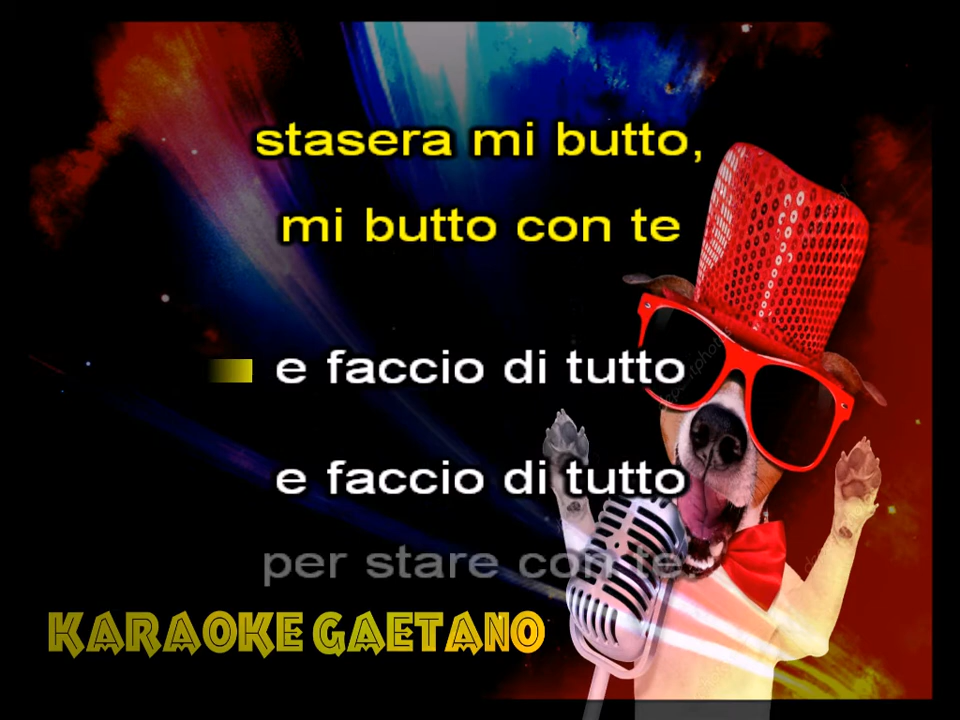 stasera mi butto,
mi butto con te
e faccio di tutto
e faccio di tutto
per stare con te.
KARAOKE GAETANO